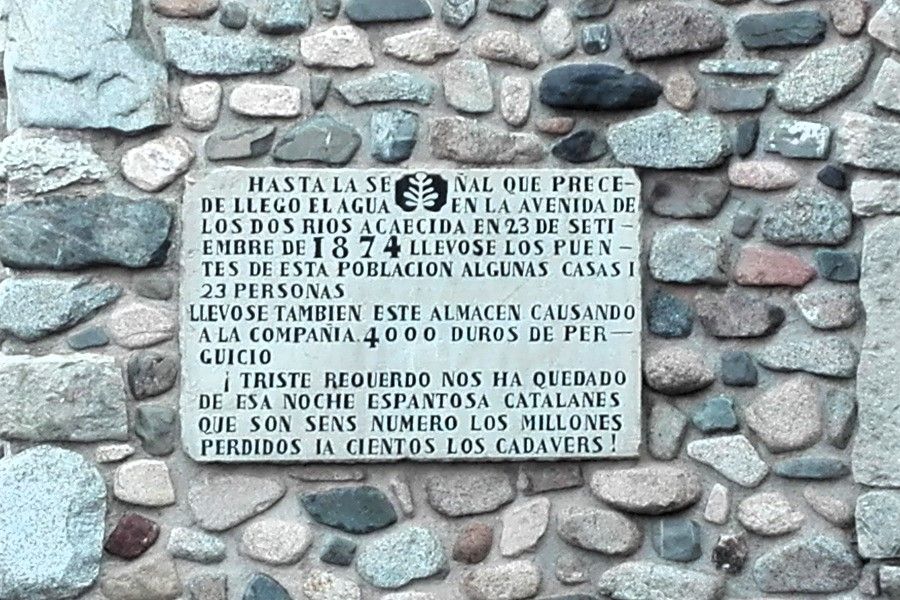 HASTA LA SEÑAL QUE PRECE-
DE LLEGO EL AGUA EN LA AVENIDA DE
LOS DOS RIOS ACAECIDA EN 23 DE SETI-
EMBRE DE 1874 LLEVOSE LOS PUEN-
TES DE ESTA POBLACION ALGUNAS CASAS I
23 PERSONAS
LLEVOSE TAMBIEN ESTE ALMACEN CAUSANDO
A LA COMPAÑIA. 4000 DUROS DE PER-
GUICIO
¡ TRISTE REQUERDO NOS HA QUEDADO
DE ESA NOCHE ESPANTOSA CATALANES
QUE SON SENS NUMERO LOS MILLONES
PERDIDOS IA CIENTOS LOS CADAVERS !